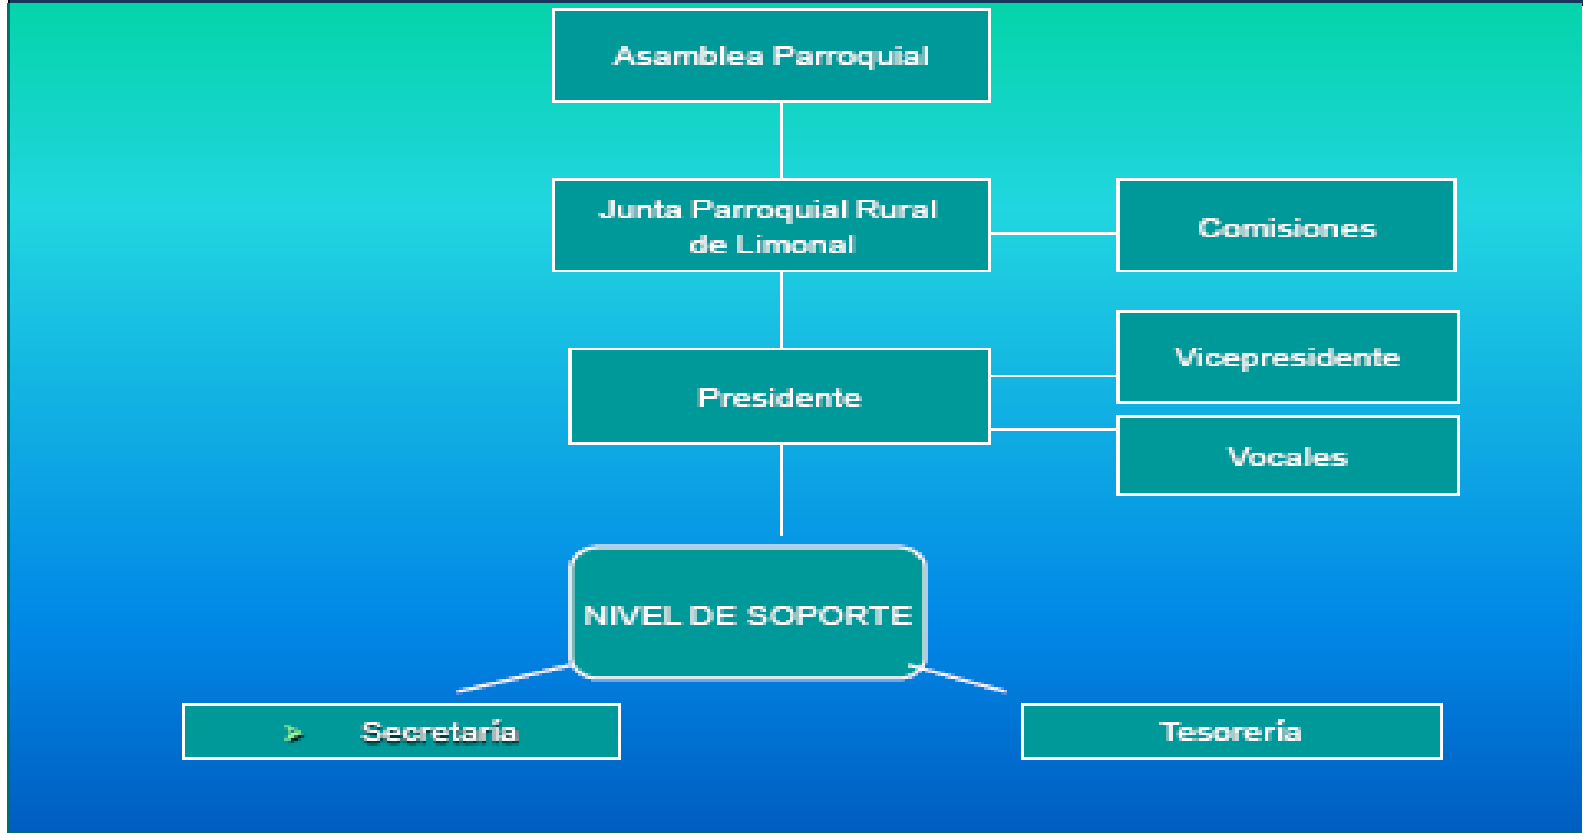 Asamblea Parroquial
Junta Parroquial Rural
de Limonal
Comisiones
Vicepresidente
Presidente
Vocales
NIVEL DE SOPORTE
Secretaría
Tesorería